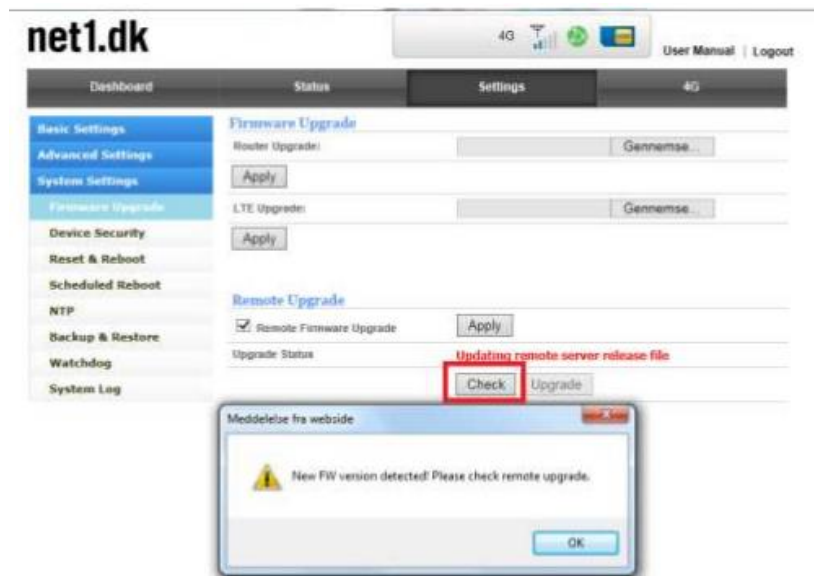 net1.dk
4G
User Manual | Logout
Dashboard Status Settings 4G
Basic Settings
Advanced Settings
System Settings
Firmware Upgrade
Device Security
Reset & Reboot
Scheduled Reboot
NTP
Backup & Restore
Watchdog
System Log
Firmware Upgrade
Router Upgrade: Gennemse...
Apply
LTE Upgrade: Gennemse...
Apply
Remote Upgrade
Remote Firmware Upgrade Apply
Upgrade Status Updating remote server release file
Check Upgrade
Meddelelse fra webside
New FW version detected! Please check remote upgrade.
OK